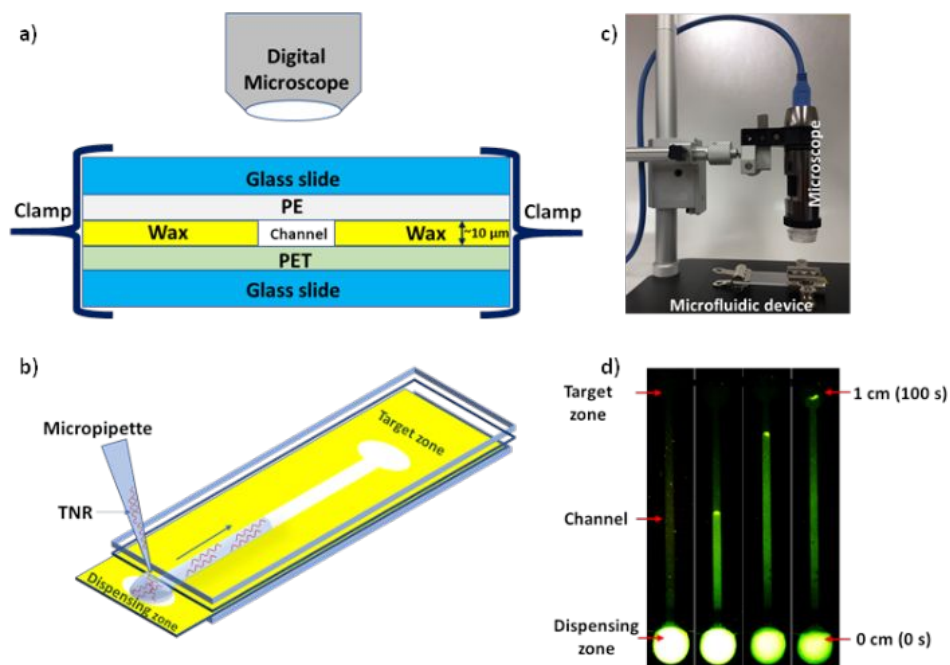 a)
Digital
Microscope
Glass slide
PE
Clamp
Wax
Channel
Wax
~10 μm
Clamp
PET
Glass slide
b)
Micropipette
TNR
Target zone
Dispensing zone
c)
Microscope
Microfluidic device
d)
Target
zone
1 cm (100 s)
Channel
Dispensing
zone
0 cm (0 s)